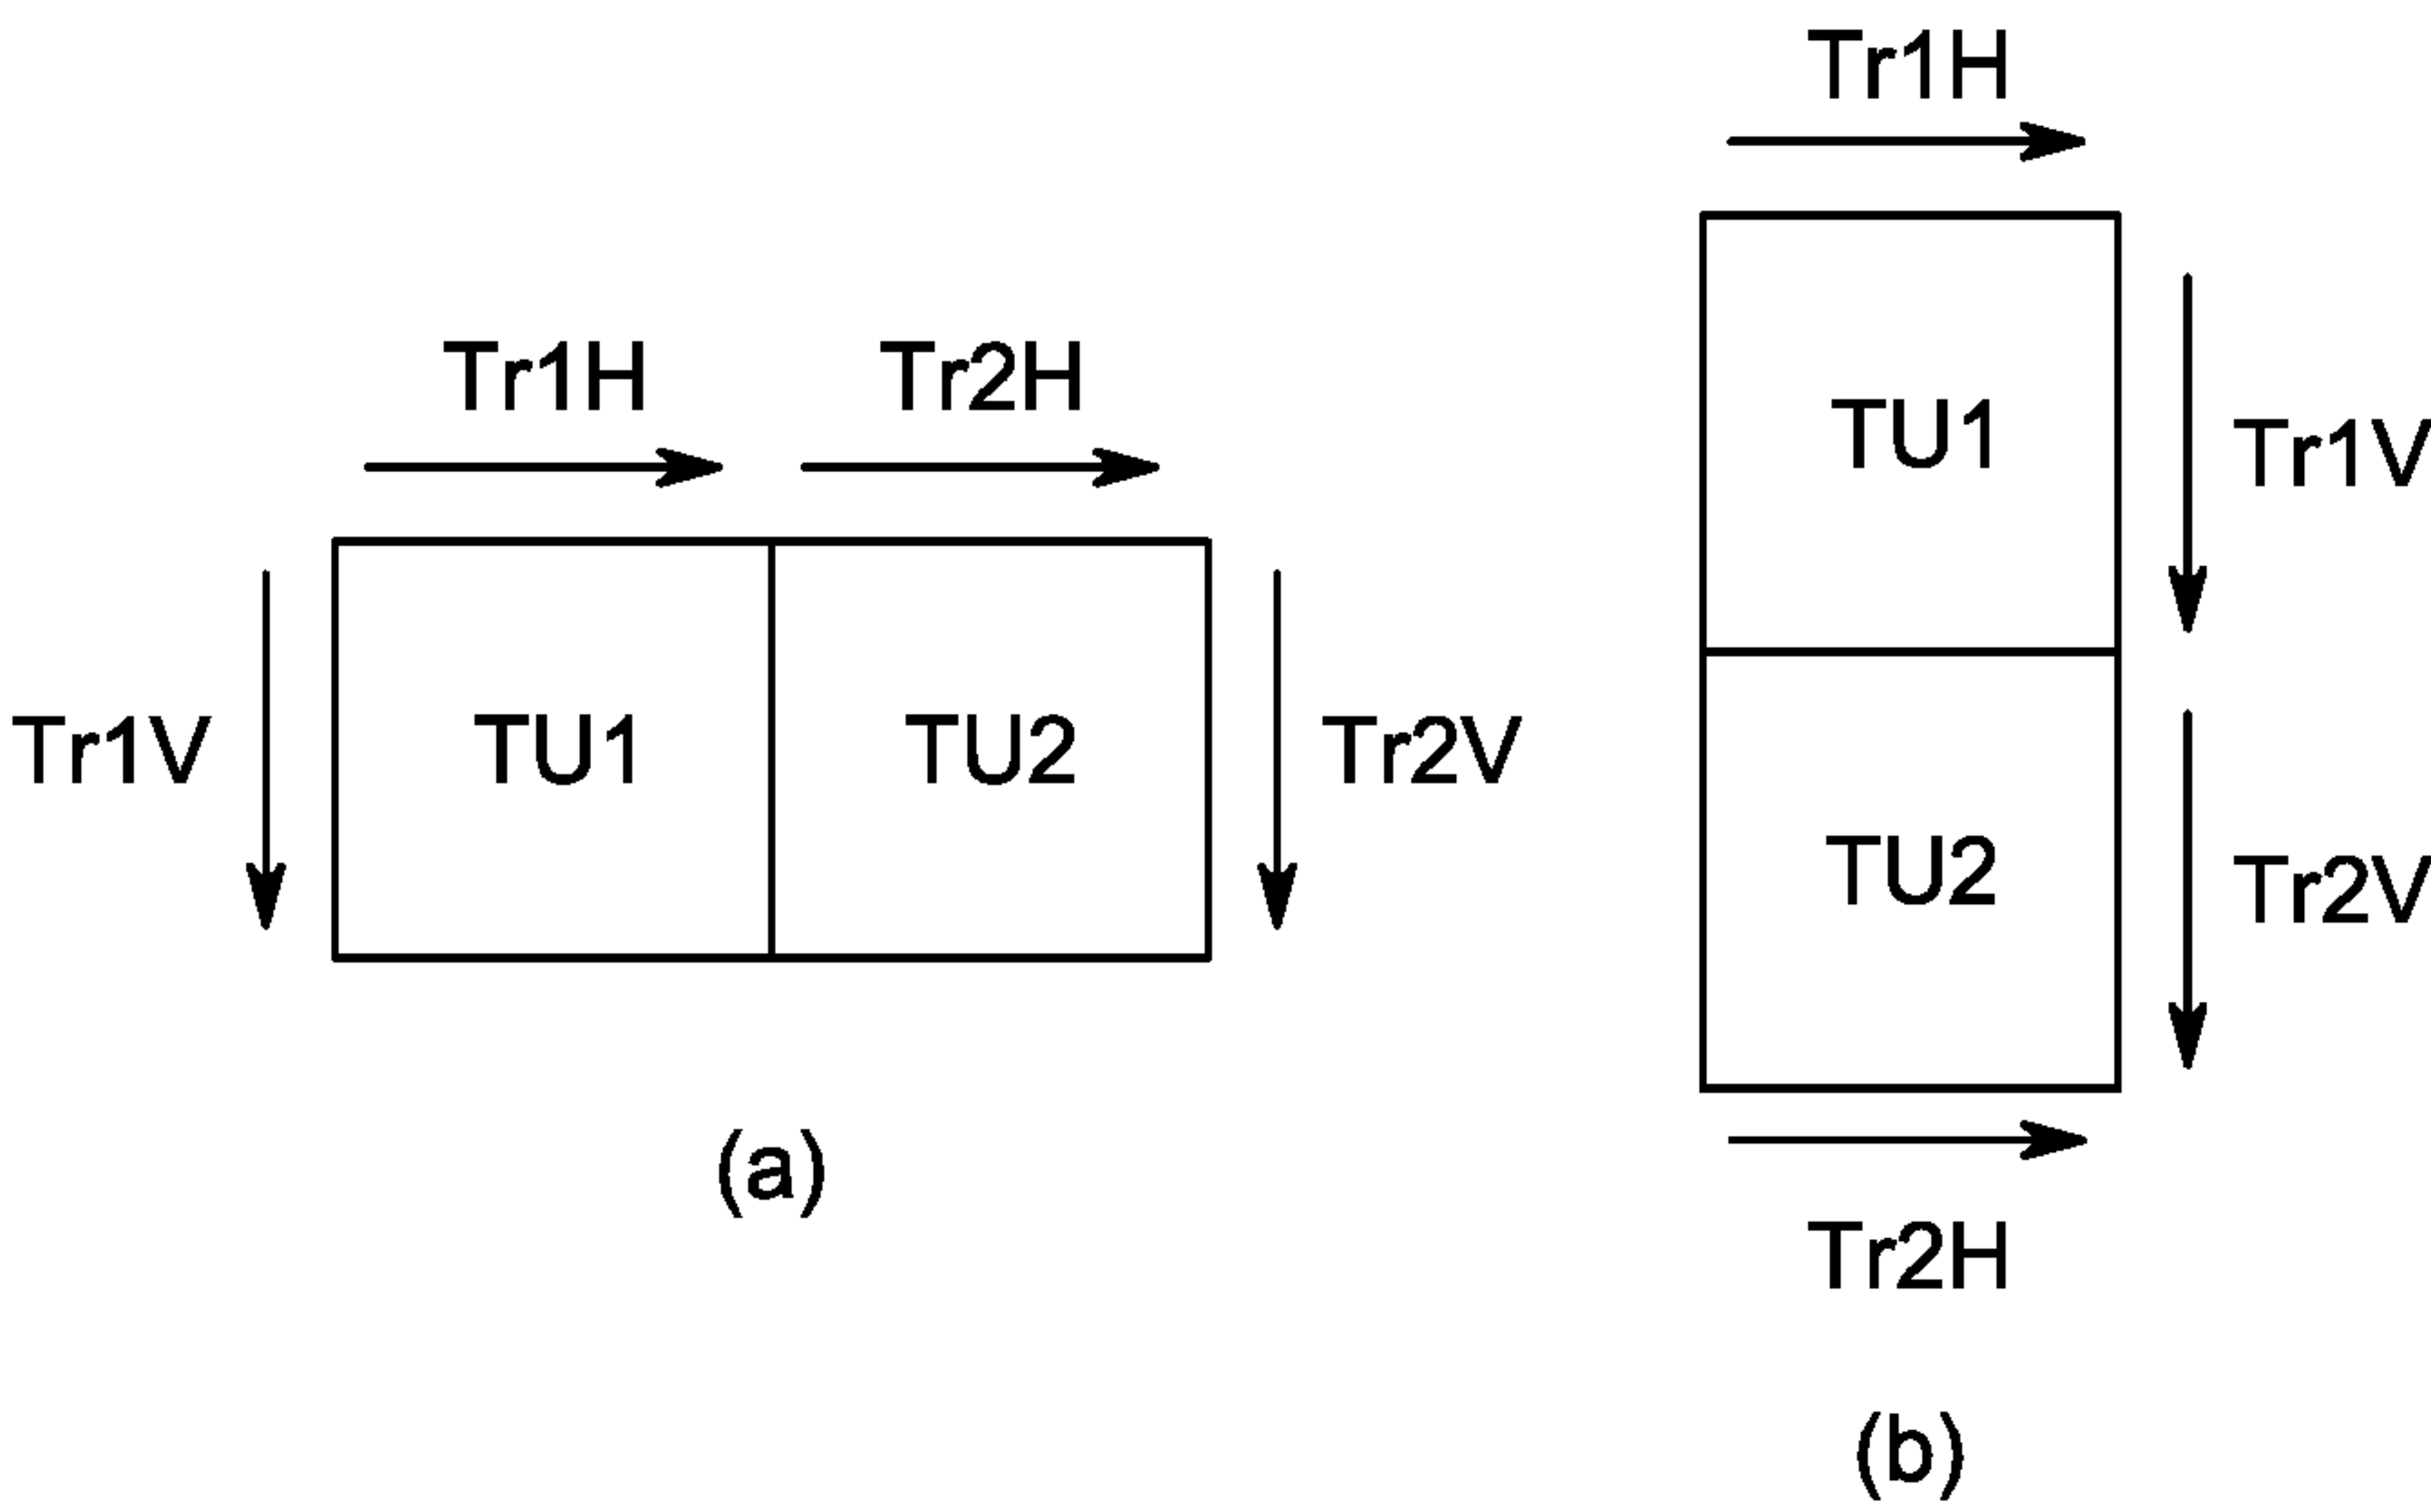 Tr1H Tr2H
Tr1V TU1 TU2 Tr2V
(a)
Tr1H
TU1 Tr1V
TU2 Tr2V
Tr2H
(b)